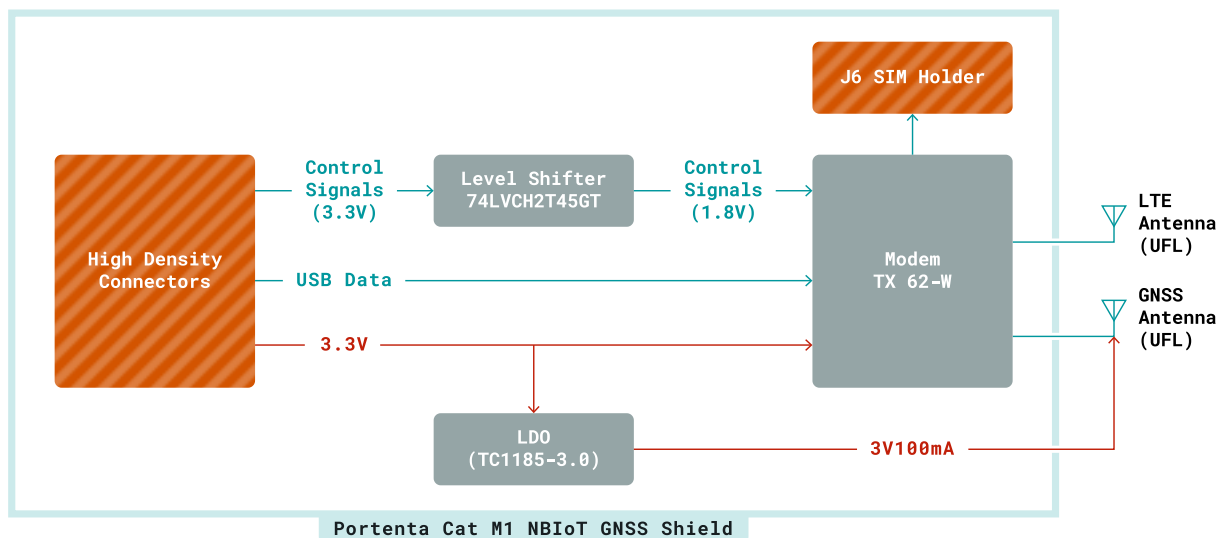 J6 SIM Holder
Control
Signals
(3.3V)
Level Shifter
74LVCH2T45GT
Control
Signals
(1.8V)
High Density
Connectors
USB Data
3.3V
Modem
TX 62-W
LTE
Antenna
(UFL)
GNSS
Antenna
(UFL)
LDO
(TC1185-3.0)
3V100mA
Portenta Cat M1 NBIoT GNSS Shield